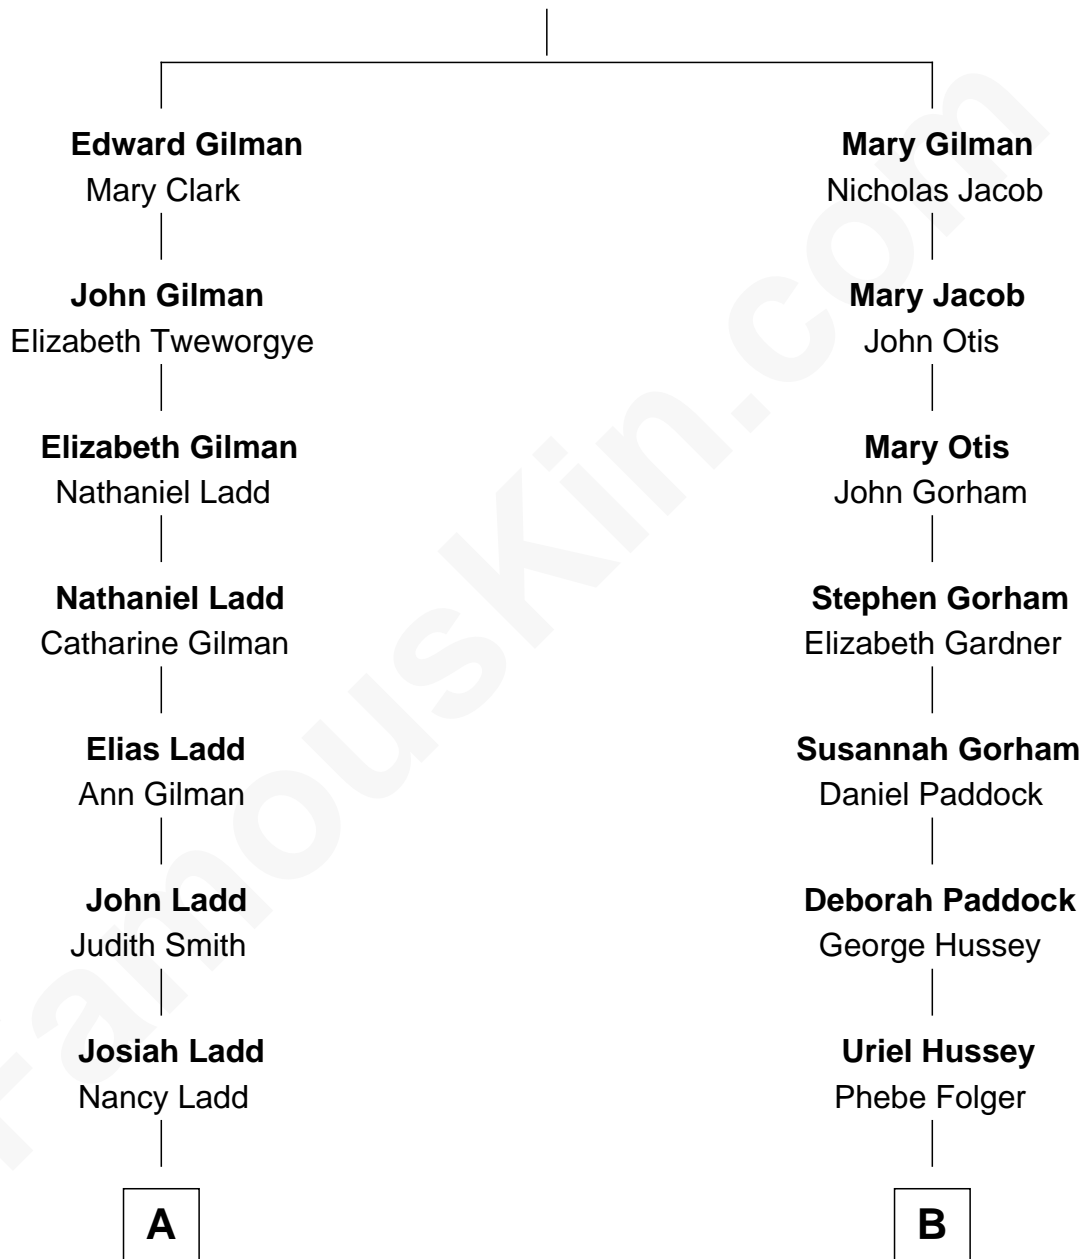 Edward Gilman
Mary Clark
John Gilman
Elizabeth Tweworgye
Elizabeth Gilman
Nathaniel Ladd
Nathaniel Ladd
Catharine Gilman
Elias Ladd
Ann Gilman
John Ladd
Judith Smith
Josiah Ladd
Nancy Ladd
A
Mary Gilman
Nicholas Jacob
Mary Jacob
John Otis
Mary Otis
John Gorham
Stephen Gorham
Elizabeth Gardner
Susannah Gorham
Daniel Paddock
Deborah Paddock
George Hussey
Uriel Hussey
Phebe Folger
B
FamousKin.com